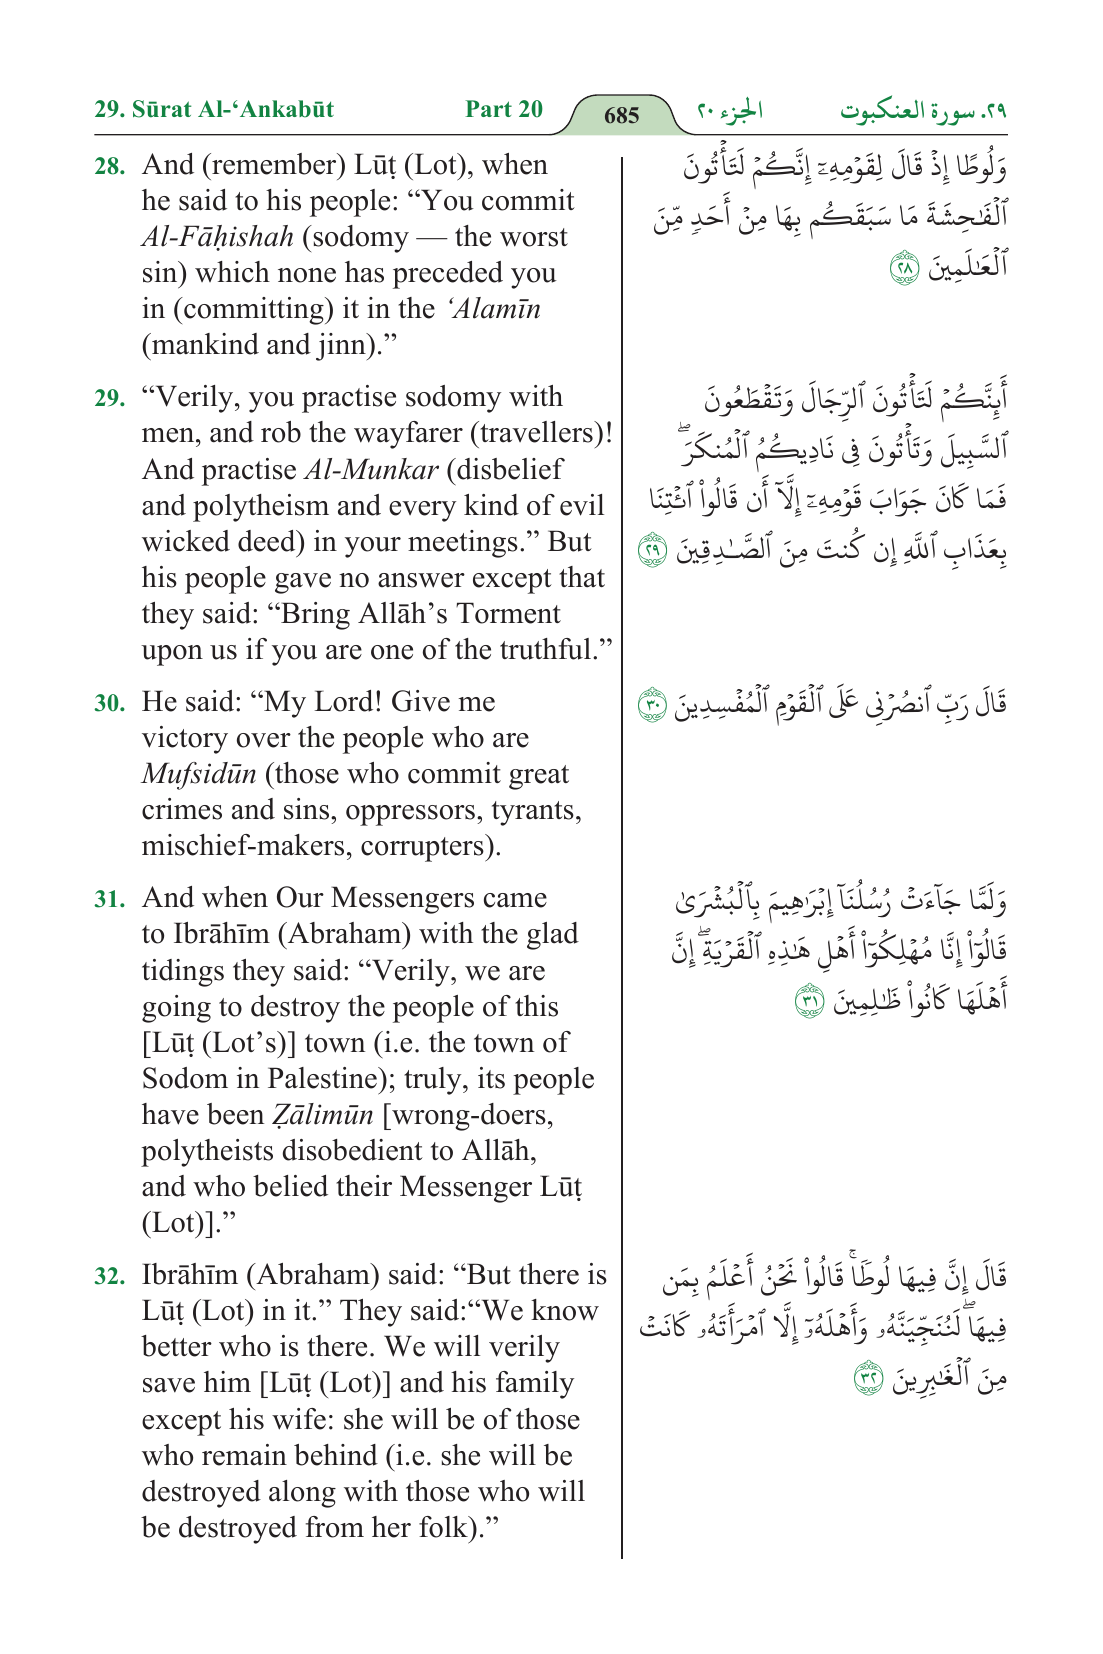 29. Sūrat Al-‘Ankabūt Part 20 685 الجزء ٢٠ ٢٩. سورة العنكبوت
28. And (remember) Lūṭ (Lot), when
he said to his people: “You commit
Al-Fāḥishah (sodomy — the worst
sin) which none has preceded you
in (committing) it in the ‘Alamīn
(mankind and jinn).”
29. “Verily, you practise sodomy with
men, and rob the wayfarer (travellers)!
And practise Al-Munkar (disbelief
and polytheism and every kind of evil
wicked deed) in your meetings.” But
his people gave no answer except that
they said: “Bring Allāh’s Torment
upon us if you are one of the truthful.”
30. He said: “My Lord! Give me
victory over the people who are
Mufsidūn (those who commit great
crimes and sins, oppressors, tyrants,
mischief-makers, corrupters).
31. And when Our Messengers came
to Ibrāhīm (Abraham) with the glad
tidings they said: “Verily, we are
going to destroy the people of this
[Lūṭ (Lot’s)] town (i.e. the town of
Sodom in Palestine); truly, its people
have been Ẓālimūn [wrong-doers,
polytheists disobedient to Allāh,
and who belied their Messenger Lūṭ
(Lot)].”
32. Ibrāhīm (Abraham) said: “But there is
Lūṭ (Lot) in it.” They said:“We know
better who is there. We will verily
save him [Lūṭ (Lot)] and his family
except his wife: she will be of those
who remain behind (i.e. she will be
destroyed along with those who will
be destroyed from her folk).”
وَلُوطًا إِذْ قَالَ لِقَوْمِهِۦٓ إِنَّكُمْ لَتَأْتُونَ
ٱلْفَـٰحِشَةَ مَا سَبَقَكُم بِهَا مِنْ أَحَدٍ مِّنَ
ٱلْعَـٰلَمِينَ ٢٨
أَئِنَّكُمْ لَتَأْتُونَ ٱلرِّجَالَ وَتَقْطَعُونَ
ٱلسَّبِيلَ وَتَأْتُونَ فِى نَادِيكُمُ ٱلْمُنكَرَ ۖ
فَمَا كَانَ جَوَابَ قَوْمِهِۦٓ إِلَّآ أَن قَالُوا۟ ٱئْتِنَا
بِعَذَابِ ٱللَّهِ إِن كُنتَ مِنَ ٱلصَّـٰدِقِينَ ٢٩
قَالَ رَبِّ ٱنصُرْنِى عَلَى ٱلْقَوْمِ ٱلْمُفْسِدِينَ ٣٠
وَلَمَّا جَآءَتْ رُسُلُنَآ إِبْرَٰهِيمَ بِٱلْبُشْرَىٰ
قَالُوٓا۟ إِنَّا مُهْلِكُوٓا۟ أَهْلِ هَـٰذِهِ ٱلْقَرْيَةِ ۖ إِنَّ
أَهْلَهَا كَانُوا۟ ظَـٰلِمِينَ ٣١
قَالَ إِنَّ فِيهَا لُوطًا ۚ قَالُوا۟ نَحْنُ أَعْلَمُ بِمَن
فِيهَا ۖ لَنُنَجِّيَنَّهُۥ وَأَهْلَهُۥٓ إِلَّا ٱمْرَأَتَهُۥ كَانَتْ
مِنَ ٱلْغَـٰبِرِينَ ٣٢